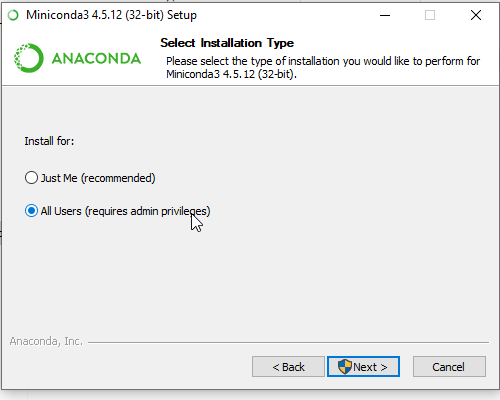 Miniconda3 4.5.12 (32-bit) Setup
ANACONDA
Select Installation Type
Please select the type of installation you would like to perform for
Miniconda3 4.5.12 (32-bit).
Install for:
Just Me (recommended)
All Users (requires admin privileges)
Anaconda, Inc.
< Back
Next >
Cancel